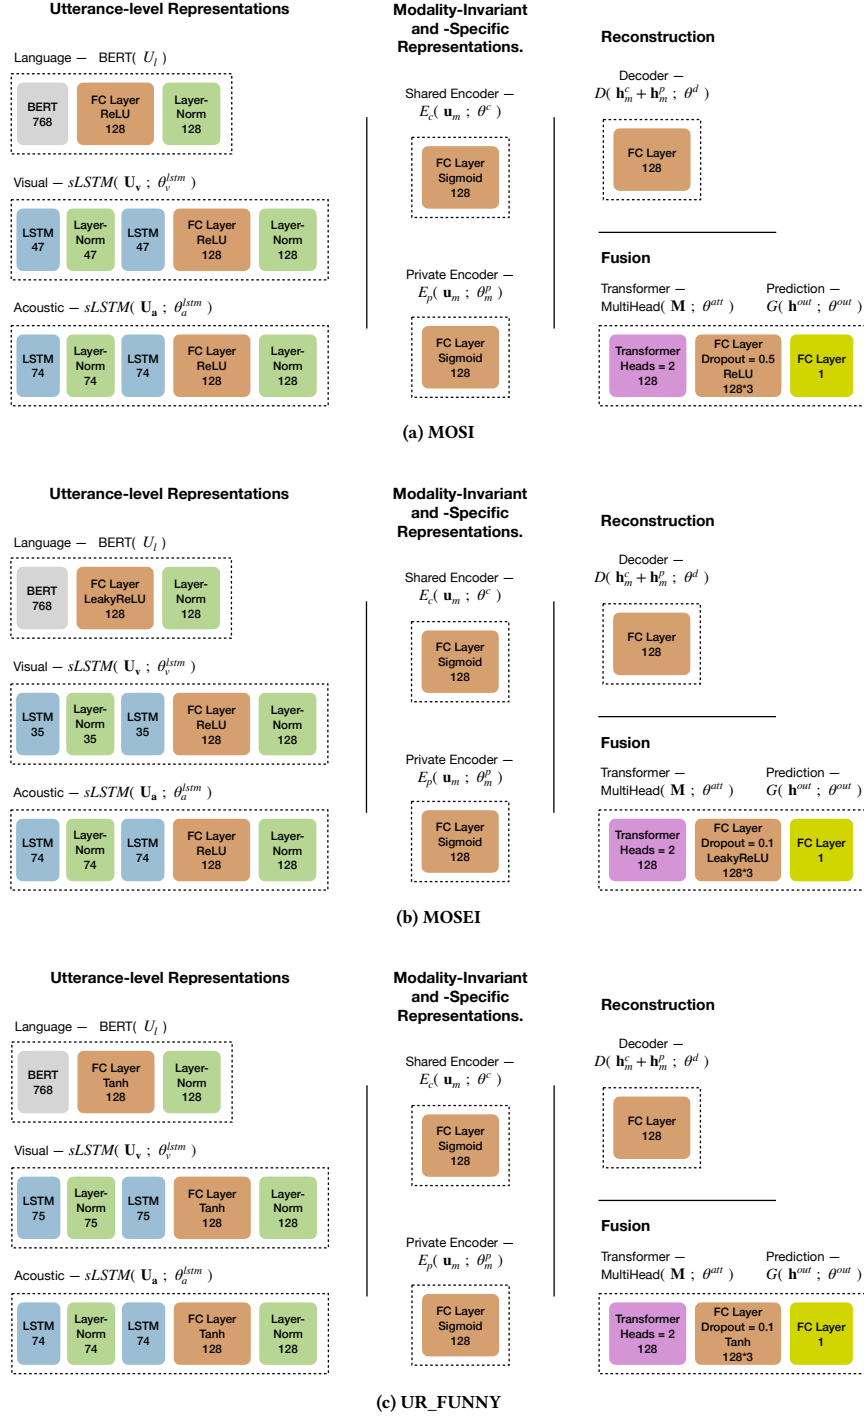 Utterance-level Representations
Language — BERT( U_l )
BERT
768
FC Layer
ReLU
128
Layer-
Norm
128
Visual — sLSTM( U_v ; θ_v^{lstm} )
LSTM
47
Layer-
Norm
47
LSTM
47
FC Layer
ReLU
128
Layer-
Norm
128
Acoustic — sLSTM( U_a ; θ_a^{lstm} )
LSTM
74
Layer-
Norm
74
LSTM
74
FC Layer
ReLU
128
Layer-
Norm
128
Modality-Invariant
and -Specific
Representations.
Shared Encoder —
E_c( u_m ; θ^c )
FC Layer
Sigmoid
128
Private Encoder —
E_p( u_m ; θ_m^p )
FC Layer
Sigmoid
128
Reconstruction
Decoder —
D( h_m^c + h_m^p ; θ^d )
FC Layer
128
Fusion
Transformer —
MultiHead( M ; θ^{att} )
Prediction —
G( h^{out} ; θ^{out} )
Transformer
Heads = 2
128
FC Layer
Dropout = 0.5
ReLU
128*3
FC Layer
1
(a) MOSI
Utterance-level Representations
Language — BERT( U_l )
BERT
768
FC Layer
LeakyReLU
128
Layer-
Norm
128
Visual — sLSTM( U_v ; θ_v^{lstm} )
LSTM
35
Layer-
Norm
35
LSTM
35
FC Layer
ReLU
128
Layer-
Norm
128
Acoustic — sLSTM( U_a ; θ_a^{lstm} )
LSTM
74
Layer-
Norm
74
LSTM
74
FC Layer
ReLU
128
Layer-
Norm
128
Modality-Invariant
and -Specific
Representations.
Shared Encoder —
E_c( u_m ; θ^c )
FC Layer
Sigmoid
128
Private Encoder —
E_p( u_m ; θ_m^p )
FC Layer
Sigmoid
128
Reconstruction
Decoder —
D( h_m^c + h_m^p ; θ^d )
FC Layer
128
Fusion
Transformer —
MultiHead( M ; θ^{att} )
Prediction —
G( h^{out} ; θ^{out} )
Transformer
Heads = 2
128
FC Layer
Dropout = 0.1
LeakyReLU
128*3
FC Layer
1
(b) MOSEI
Utterance-level Representations
Language — BERT( U_l )
BERT
768
FC Layer
Tanh
128
Layer-
Norm
128
Visual — sLSTM( U_v ; θ_v^{lstm} )
LSTM
75
Layer-
Norm
75
LSTM
75
FC Layer
Tanh
128
Layer-
Norm
128
Acoustic — sLSTM( U_a ; θ_a^{lstm} )
LSTM
74
Layer-
Norm
74
LSTM
74
FC Layer
Tanh
128
Layer-
Norm
128
Modality-Invariant
and -Specific
Representations.
Shared Encoder —
E_c( u_m ; θ^c )
FC Layer
Sigmoid
128
Private Encoder —
E_p( u_m ; θ_m^p )
FC Layer
Sigmoid
128
Reconstruction
Decoder —
D( h_m^c + h_m^p ; θ^d )
FC Layer
128
Fusion
Transformer —
MultiHead( M ; θ^{att} )
Prediction —
G( h^{out} ; θ^{out} )
Transformer
Heads = 2
128
FC Layer
Dropout = 0.1
Tanh
128*3
FC Layer
1
(c) UR_FUNNY